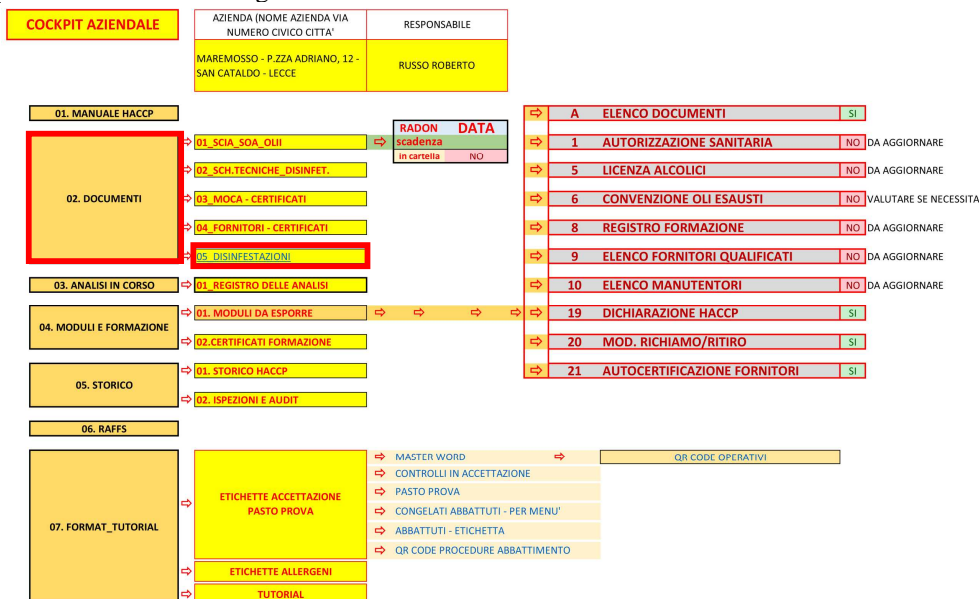 COCKPIT AZIENDALE
AZIENDA (NOME AZIENDA VIA
NUMERO CIVICO CITTA'
RESPONSABILE
MAREMOSSO - P.ZZA ADRIANO, 12 -
SAN CATALDO - LECCE
RUSSO ROBERTO
01. MANUALE HACCP
⇨ A ELENCO DOCUMENTI SI
RADON DATA
02. DOCUMENTI
⇨ 01_SCIA_SOA_OLII ⇨ scadenza
in cartella NO
⇨ 1 AUTORIZZAZIONE SANITARIA NO DA AGGIORNARE
⇨ 02_SCH.TECNICHE_DISINFET.
⇨ 5 LICENZA ALCOLICI NO DA AGGIORNARE
⇨ 03_MOCA - CERTIFICATI
⇨ 6 CONVENZIONE OLI ESAUSTI NO VALUTARE SE NECESSITA
⇨ 04_FORNITORI - CERTIFICATI
⇨ 8 REGISTRO FORMAZIONE NO DA AGGIORNARE
⇨ 05_DISINFESTAZIONI
⇨ 9 ELENCO FORNITORI QUALIFICATI NO DA AGGIORNARE
03. ANALISI IN CORSO ⇨ 01_REGISTRO DELLE ANALISI
⇨ 10 ELENCO MANUTENTORI NO DA AGGIORNARE
04. MODULI E FORMAZIONE
⇨ 01. MODULI DA ESPORRE ⇨ ⇨ ⇨ ⇨ ⇨ 19 DICHIARAZIONE HACCP SI
⇨ 02.CERTIFICATI FORMAZIONE
⇨ 20 MOD. RICHIAMO/RITIRO SI
05. STORICO
⇨ 01. STORICO HACCP
⇨ 21 AUTOCERTIFICAZIONE FORNITORI SI
⇨ 02. ISPEZIONI E AUDIT
06. RAFFS
07. FORMAT_TUTORIAL
⇨ ETICHETTE ACCETTAZIONE
PASTO PROVA
⇨ MASTER WORD ⇨ QR CODE OPERATIVI
⇨ CONTROLLI IN ACCETTAZIONE
⇨ PASTO PROVA
⇨ CONGELATI ABBATTUTI - PER MENU'
⇨ ABBATTUTI - ETICHETTA
⇨ QR CODE PROCEDURE ABBATTIMENTO
⇨ ETICHETTE ALLERGENI
⇨ TUTORIAL